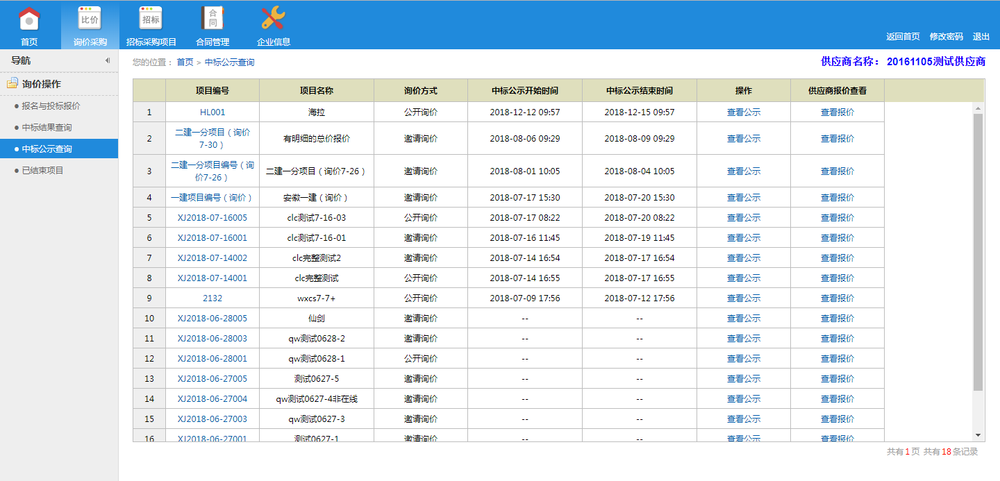 比价
招标
合同
首页
询价采购
招标采购项目
合同管理
企业信息
返回首页 修改密码 退出
导航
您的位置： 首页 > 中标公示查询
供应商名称： 20161105测试供应商
询价操作
报名与投标报价
中标结果查询
中标公示查询
已结束项目
项目编号 项目名称 询价方式 中标公示开始时间 中标公示结束时间 操作 供应商报价查看
1 HL001 海拉 公开询价 2018-12-12 09:57 2018-12-15 09:57 查看公示 查看报价
2 二建一分项目（询价
7-30） 有明细的总价报价 邀请询价 2018-08-06 09:29 2018-08-09 09:29 查看公示 查看报价
3 二建一分项目编号（询
价7-26） 二建一分项目（询价7-26） 邀请询价 2018-08-01 10:05 2018-08-04 10:05 查看公示 查看报价
4 一建项目编号（询价） 安徽一建（询价） 邀请询价 2018-07-17 15:30 2018-07-20 15:30 查看公示 查看报价
5 XJ2018-07-16005 clc测试7-16-03 公开询价 2018-07-17 08:22 2018-07-20 08:22 查看公示 查看报价
6 XJ2018-07-16001 clc测试7-16-01 邀请询价 2018-07-16 11:45 2018-07-19 11:45 查看公示 查看报价
7 XJ2018-07-14002 clc完整测试2 邀请询价 2018-07-14 16:54 2018-07-17 16:54 查看公示 查看报价
8 XJ2018-07-14001 clc完整测试 公开询价 2018-07-14 16:55 2018-07-17 16:55 查看公示 查看报价
9 2132 wxcs7-7+ 公开询价 2018-07-09 17:56 2018-07-12 17:56 查看公示 查看报价
10 XJ2018-06-28005 仙剑 邀请询价 -- -- 查看公示 查看报价
11 XJ2018-06-28003 qw测试0628-2 邀请询价 -- -- 查看公示 查看报价
12 XJ2018-06-28001 qw测试0628-1 公开询价 -- -- 查看公示 查看报价
13 XJ2018-06-27005 测试0627-5 邀请询价 -- -- 查看公示 查看报价
14 XJ2018-06-27004 qw测试0627-4非在线 邀请询价 -- -- 查看公示 查看报价
15 XJ2018-06-27003 qw测试0627-3 邀请询价 -- -- 查看公示 查看报价
16 XJ2018-06-27001 测试0627-1 邀请询价 -- -- 查看公示 查看报价
共有1页 共有18条记录